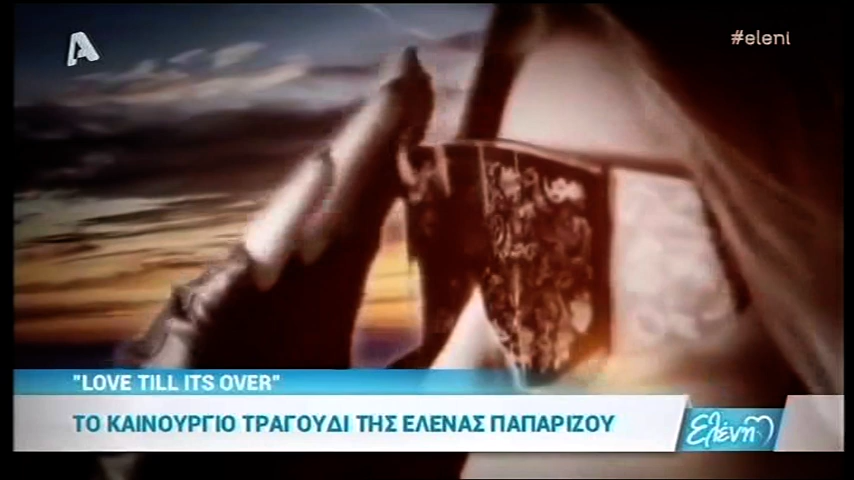 A
#eleni
"LOVE TILL ITS OVER"
ΤΟ ΚΑΙΝΟΥΡΓΙΟ ΤΡΑΓΟΥΔΙ ΤΗΣ ΕΛΕΝΑΣ ΠΑΠΑΡΙΖΟΥ
Ελένη